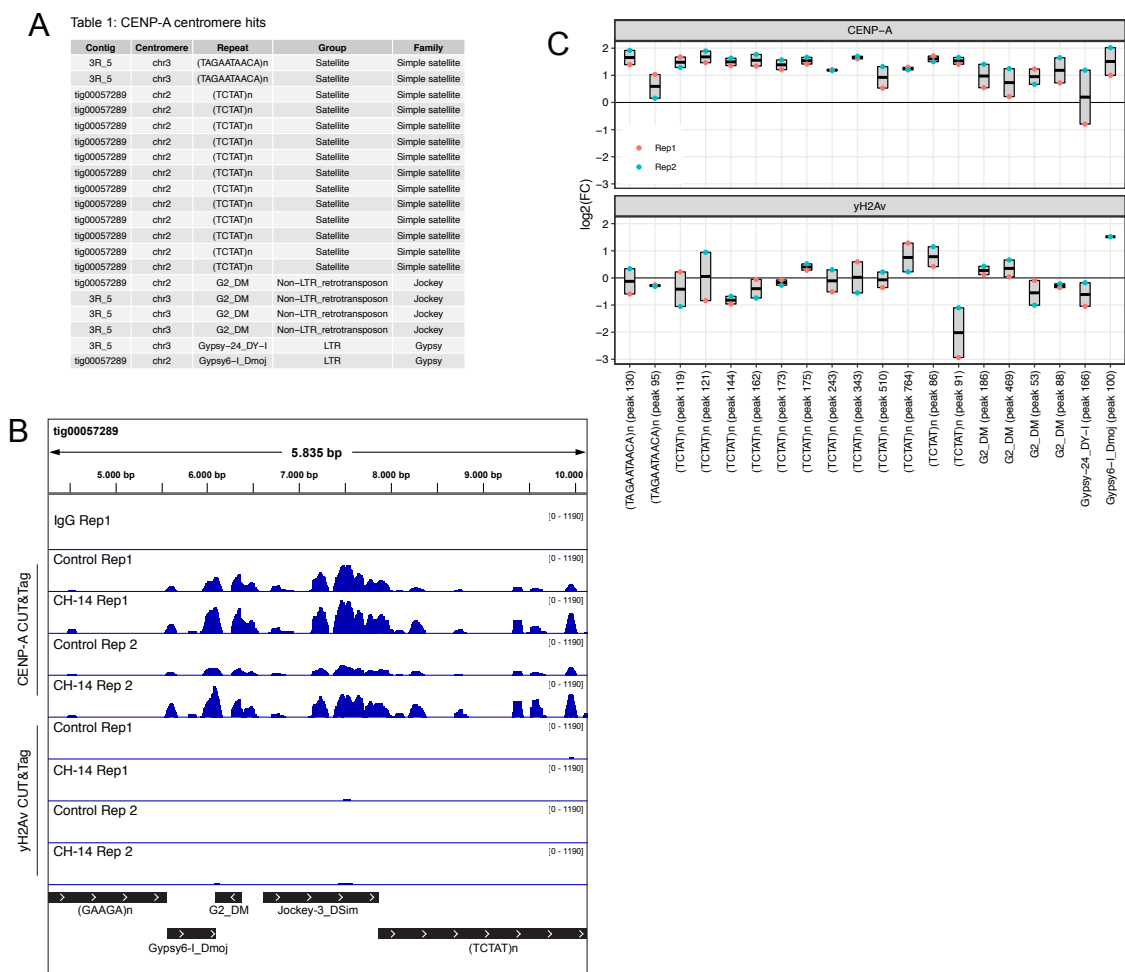 A
Table 1: CENP-A centromere hits
Contig Centromere Repeat Group Family
3R_5 chr3 (TAGAATAACA)n Satellite Simple satellite
3R_5 chr3 (TAGAATAACA)n Satellite Simple satellite
tig00057289 chr2 (TCTAT)n Satellite Simple satellite
tig00057289 chr2 (TCTAT)n Satellite Simple satellite
tig00057289 chr2 (TCTAT)n Satellite Simple satellite
tig00057289 chr2 (TCTAT)n Satellite Simple satellite
tig00057289 chr2 (TCTAT)n Satellite Simple satellite
tig00057289 chr2 (TCTAT)n Satellite Simple satellite
tig00057289 chr2 (TCTAT)n Satellite Simple satellite
tig00057289 chr2 (TCTAT)n Satellite Simple satellite
tig00057289 chr2 (TCTAT)n Satellite Simple satellite
tig00057289 chr2 (TCTAT)n Satellite Simple satellite
tig00057289 chr2 (TCTAT)n Satellite Simple satellite
tig00057289 chr2 (TCTAT)n Satellite Simple satellite
tig00057289 chr2 G2_DM Non−LTR_retrotransposon Jockey
3R_5 chr3 G2_DM Non−LTR_retrotransposon Jockey
3R_5 chr3 G2_DM Non−LTR_retrotransposon Jockey
3R_5 chr3 G2_DM Non−LTR_retrotransposon Jockey
3R_5 chr3 Gypsy−24_DY−I LTR Gypsy
tig00057289 chr2 Gypsy6−I_Dmoj LTR Gypsy
B
tig00057289
5.835 bp
5.000 bp 6.000 bp 7.000 bp 8.000 bp 9.000 bp 10.000
IgG Rep1 [0 - 1190]
CENP-A CUT&Tag
Control Rep1 [0 - 1190]
CH-14 Rep1 [0 - 1190]
Control Rep 2 [0 - 1190]
CH-14 Rep 2 [0 - 1190]
yH2Av CUT&Tag
Control Rep1 [0 - 1190]
CH-14 Rep1 [0 - 1190]
Control Rep 2 [0 - 1190]
CH-14 Rep 2 [0 - 1190]
(GAAGA)n G2_DM Jockey-3_DSim
Gypsy6-I_Dmoj (TCTAT)n
C
CENP−A
2
1
0
−1
−2
−3
Rep1
Rep2
log2(FC)
yH2Av
2
1
0
−1
−2
−3
(TAGAATAACA)n (peak 130)
(TAGAATAACA)n (peak 95)
(TCTAT)n (peak 119)
(TCTAT)n (peak 121)
(TCTAT)n (peak 144)
(TCTAT)n (peak 162)
(TCTAT)n (peak 173)
(TCTAT)n (peak 175)
(TCTAT)n (peak 243)
(TCTAT)n (peak 343)
(TCTAT)n (peak 510)
(TCTAT)n (peak 764)
(TCTAT)n (peak 86)
(TCTAT)n (peak 91)
G2_DM (peak 186)
G2_DM (peak 469)
G2_DM (peak 53)
G2_DM (peak 88)
Gypsy−24_DY−I (peak 166)
Gypsy6−I_Dmoj (peak 100)